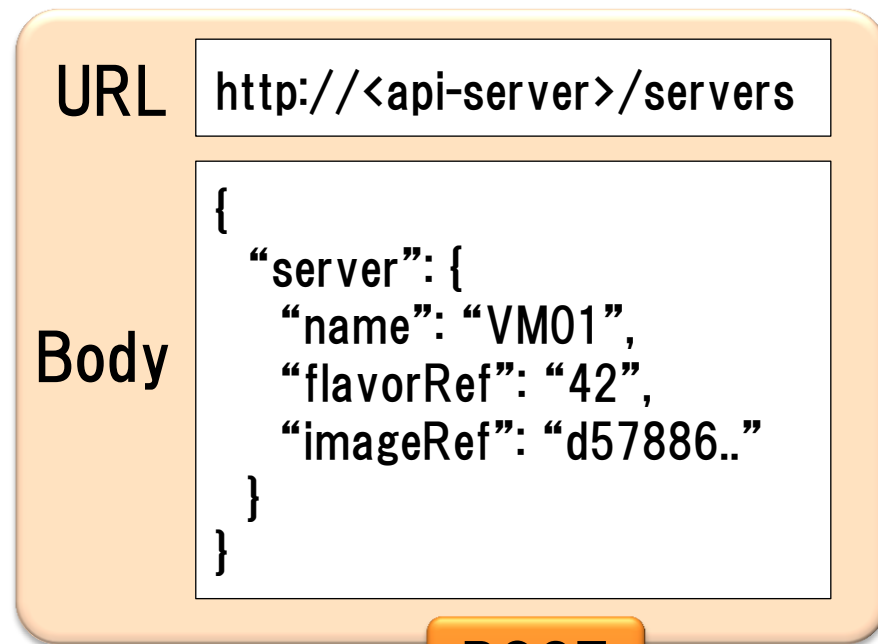 URL
http://<api-server>/servers
Body
{
“server”: {
“name”: “VM01”,
“flavorRef”: “42”,
“imageRef”: “d57886..”
}
}